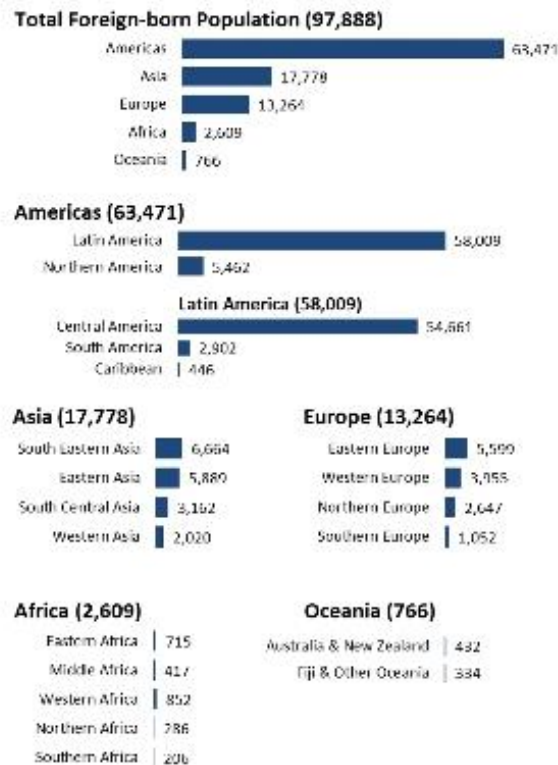 Total Foreign-born Population (97,888)
Americas 63,471
Asia 17,778
Europe 13,264
Africa 2,609
Oceania 766
Americas (63,471)
Latin America 58,009
Northern America 5,462
Latin America (58,009)
Central America 54,661
South America 2,902
Caribbean 446
Asia (17,778)
South Eastern Asia 6,664
Eastern Asia 5,889
South Central Asia 3,162
Western Asia 2,020
Europe (13,264)
Eastern Europe 5,599
Western Europe 3,955
Northern Europe 2,647
Southern Europe 1,052
Africa (2,609)
Eastern Africa 715
Middle Africa 417
Western Africa 852
Northern Africa 286
Southern Africa 206
Oceania (766)
Australia & New Zealand 432
Fiji & Other Oceania 334